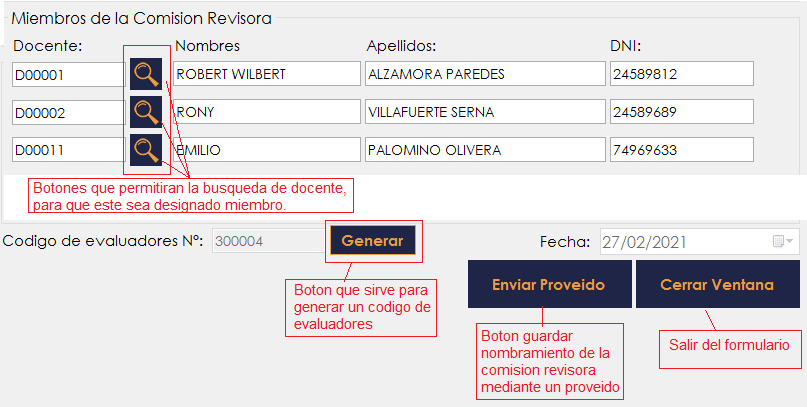 Miembros de la Comision Revisora
Docente: Nombres Apellidos: DNI:
D00001 ROBERT WILBERT ALZAMORA PAREDES 24589812
D00002 RONY VILLAFUERTE SERNA 24589689
D00011 EMILIO PALOMINO OLIVERA 74969633
Botones que permitiran la busqueda de docente,
para que este sea designado miembro.
Codigo de evaluadores Nº: 300004 Generar Fecha: 27/02/2021
Boton que sirve para
generar un codigo de
evaluadores
Enviar Proveido Cerrar Ventana
Boton guardar
nombramiento de la
comision revisora
mediante un proveido
Salir del formulario